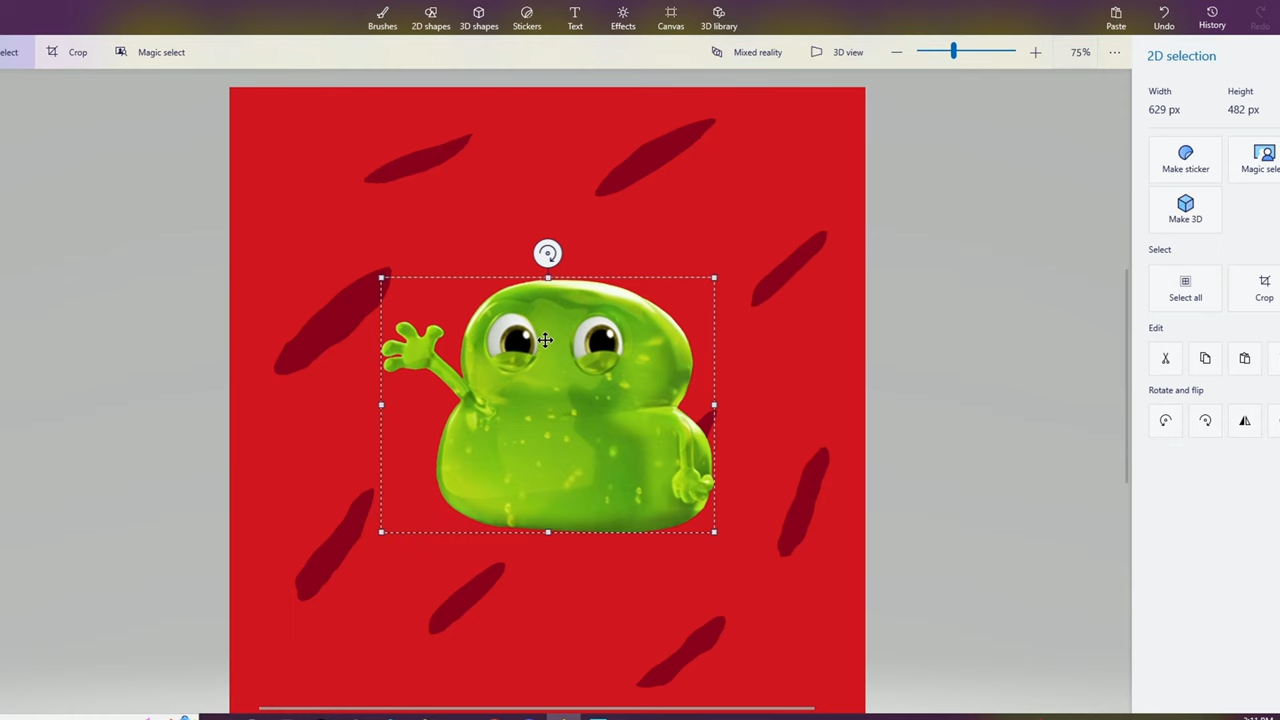 Brushes 2D shapes 3D shapes Stickers Text Effects Canvas 3D library Paste Undo History Redo
elect Crop Magic select Mixed reality 3D view 75% ...
2D selection
Width Height
629 px 482 px
Make sticker Magic sele
Make 3D
Select
Select all Crop
Edit
Rotate and flip